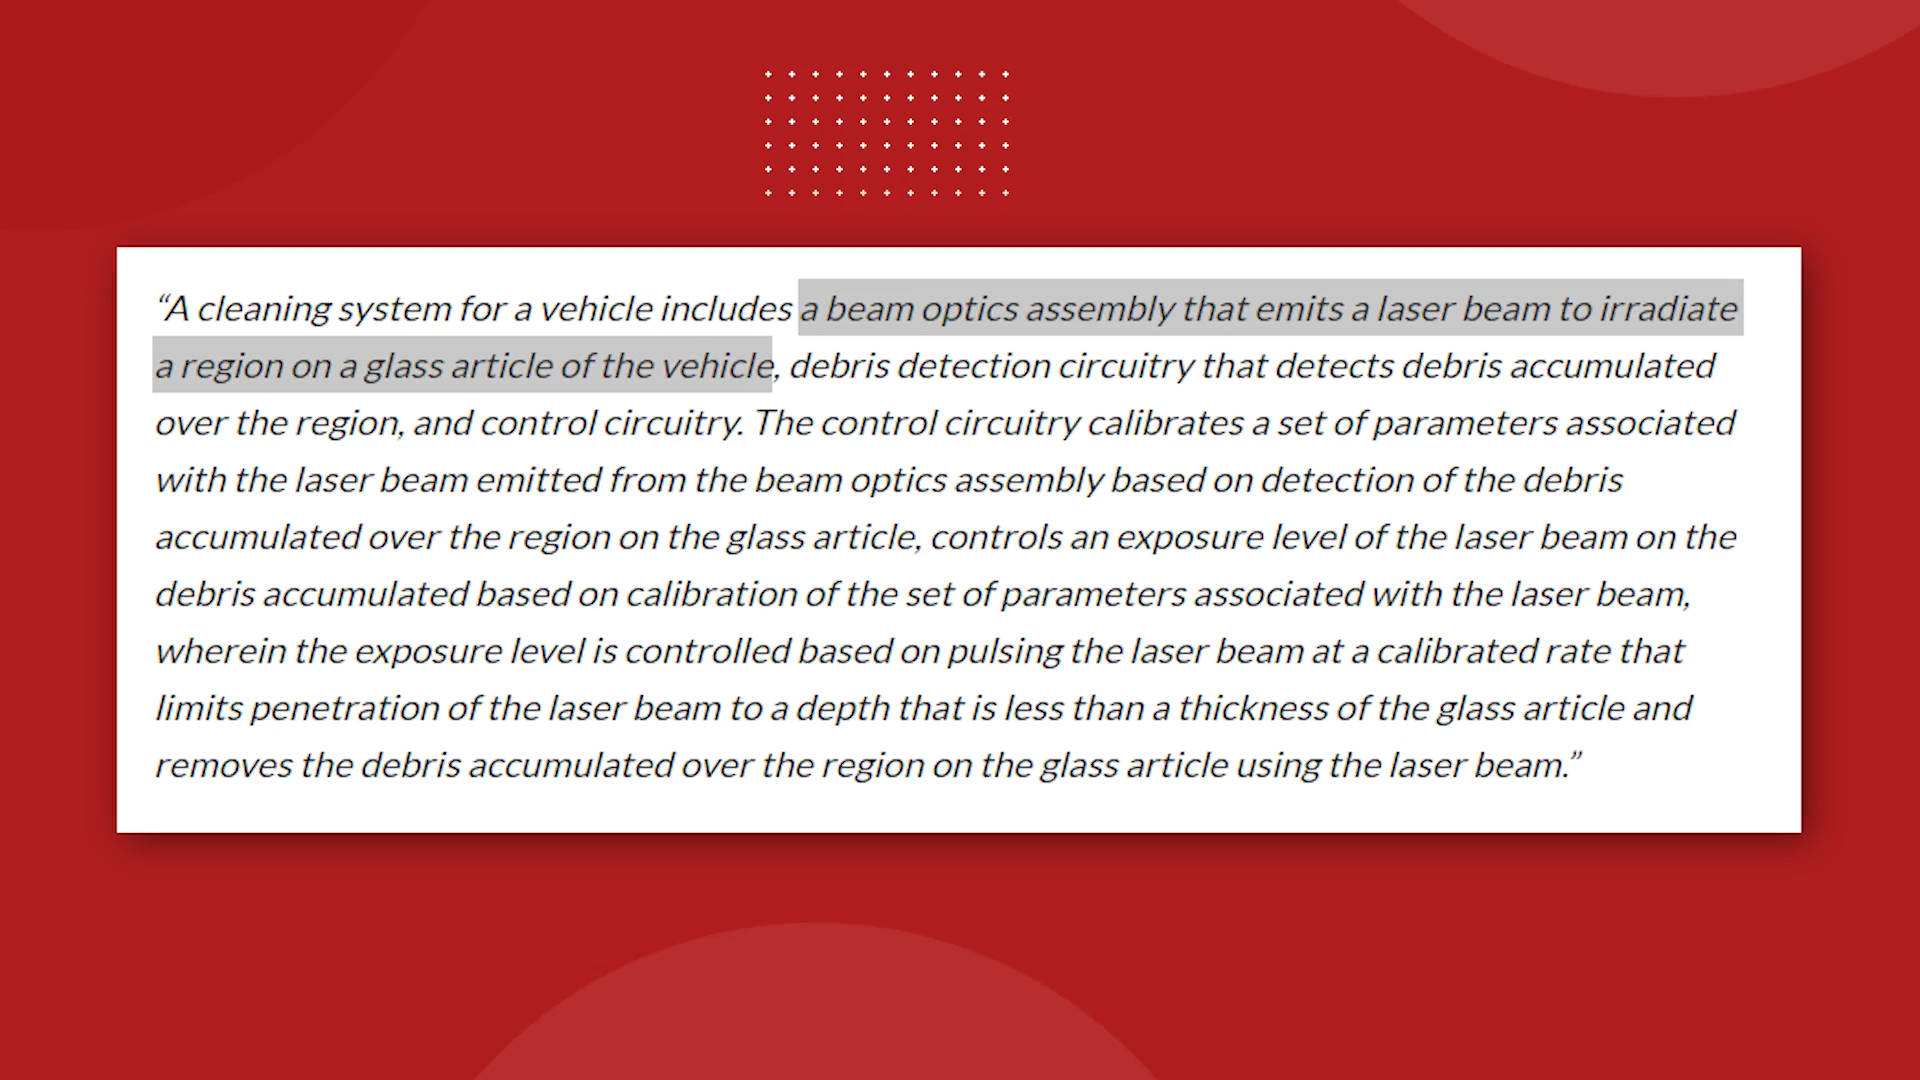 “A cleaning system for a vehicle includes a beam optics assembly that emits a laser beam to irradiate
a region on a glass article of the vehicle, debris detection circuitry that detects debris accumulated
over the region, and control circuitry. The control circuitry calibrates a set of parameters associated
with the laser beam emitted from the beam optics assembly based on detection of the debris
accumulated over the region on the glass article, controls an exposure level of the laser beam on the
debris accumulated based on calibration of the set of parameters associated with the laser beam,
wherein the exposure level is controlled based on pulsing the laser beam at a calibrated rate that
limits penetration of the laser beam to a depth that is less than a thickness of the glass article and
removes the debris accumulated over the region on the glass article using the laser beam.”